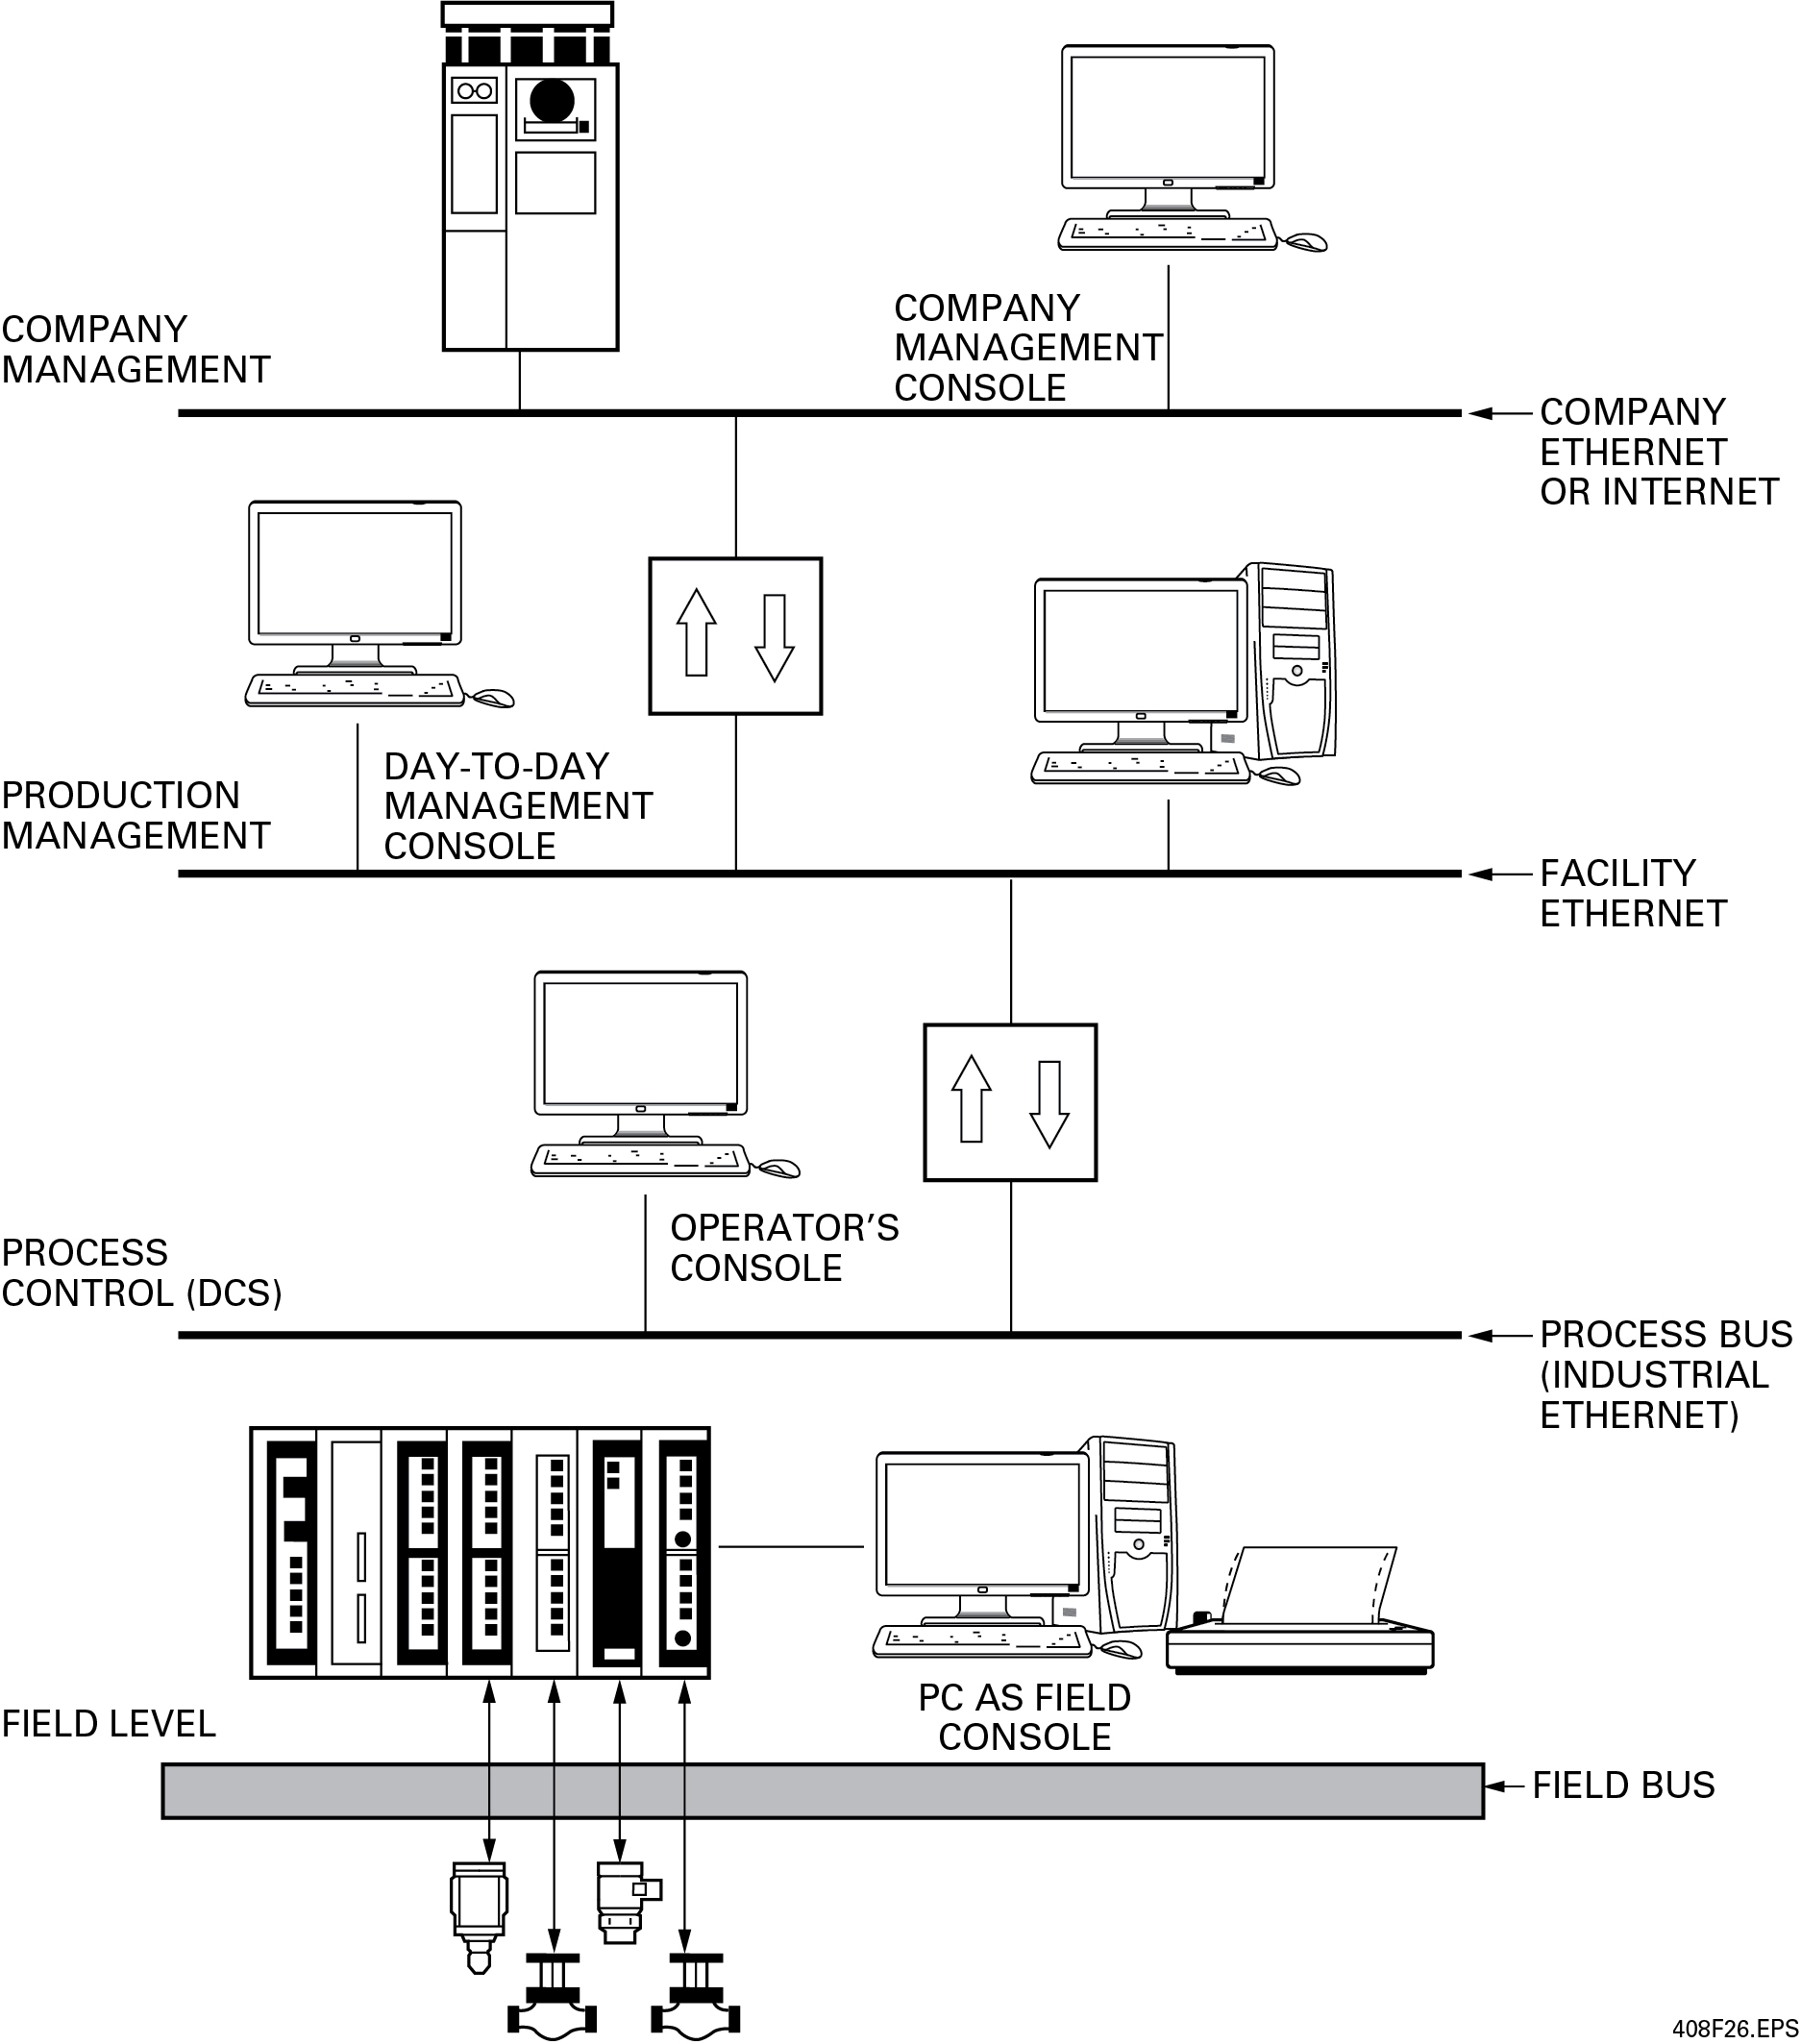 COMPANY
MANAGEMENT
COMPANY
MANAGEMENT
CONSOLE
COMPANY
ETHERNET
OR INTERNET
DAY-TO-DAY
MANAGEMENT
CONSOLE
PRODUCTION
MANAGEMENT
FACILITY
ETHERNET
OPERATOR’S
CONSOLE
PROCESS
CONTROL (DCS)
PROCESS BUS
(INDUSTRIAL
ETHERNET)
PC AS FIELD
CONSOLE
FIELD LEVEL
FIELD BUS
408F26.EPS